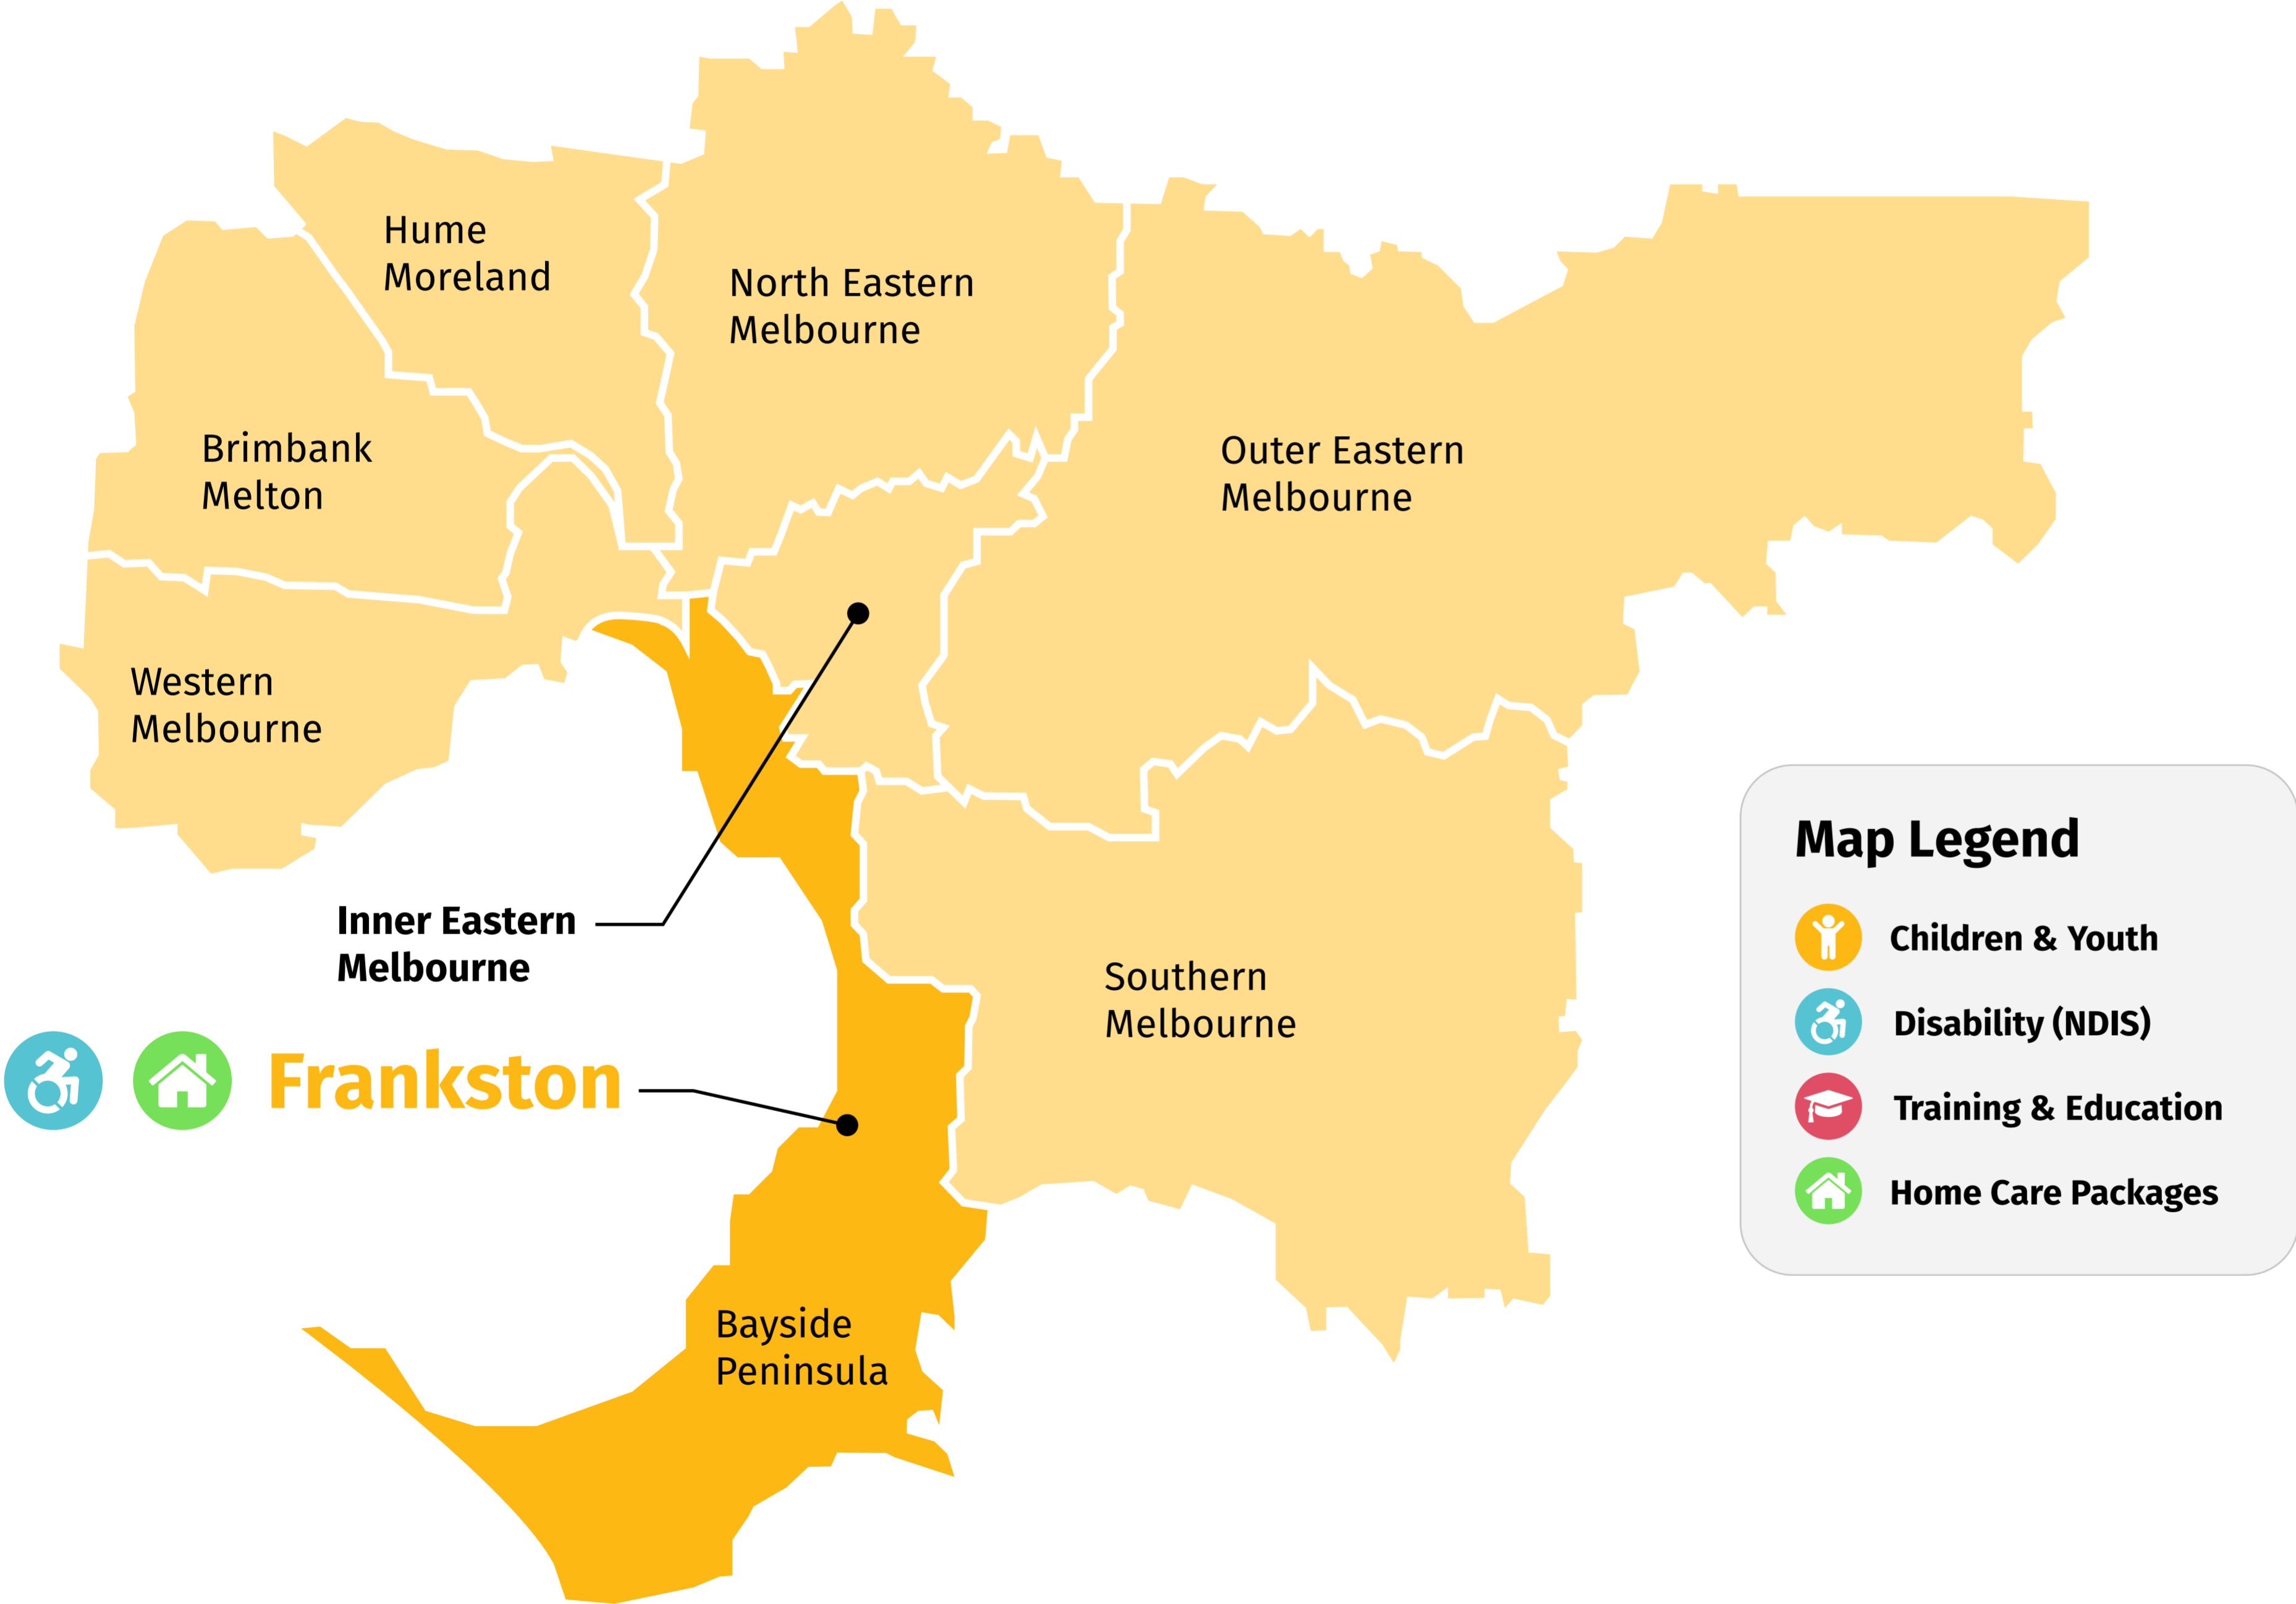 Hume
Moreland
North Eastern
Melbourne
Brimbank
Melton
Outer Eastern
Melbourne
Western
Melbourne
Inner Eastern
Melbourne
Southern
Melbourne
Frankston
Bayside
Peninsula
Map Legend
Children & Youth
Disability (NDIS)
Training & Education
Home Care Packages